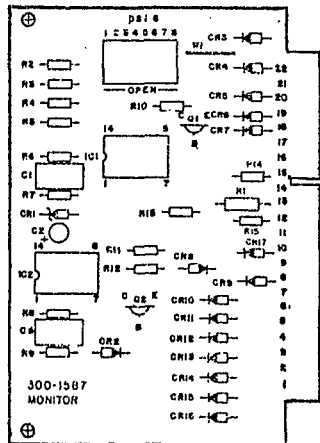 1 2 3 4 5 6 7 8
OPEN
R2
R3
R4
R5
R10
C Q1 E
B
CR3
W1
CR4
CR5
CR6
CR7
22
21
20
19
18
17
16
15
14
13
12
11
10
9
8
7
6
5
4
3
2
1
14
8
IC1
1
7
R6
C1
R7
CR1
C2
+
R14
R1
R13
R15
CR17
14
8
IC2
1
7
R11
R12
CR8
CR9
C Q2 E
B
CR10
CR11
CR12
CR13
CR14
CR15
CR16
R8
C3
R9
CR2
300-1587
MONITOR